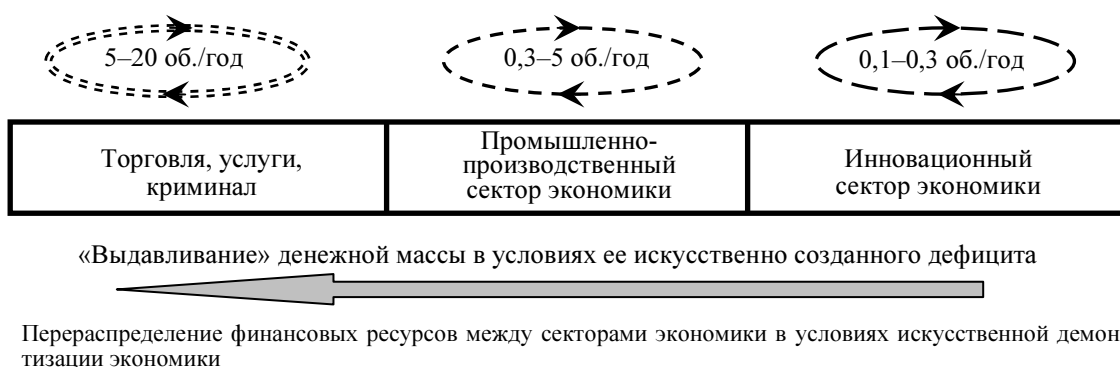 5–20 об./год
0,3–5 об./год
0,1–0,3 об./год
Торговля, услуги,
криминал
Промышленно-
производственный
сектор экономики
Инновационный
сектор экономики
«Выдавливание» денежной массы в условиях ее искусственно созданного дефицита
Перераспределение финансовых ресурсов между секторами экономики в условиях искусственной демон
тизации экономики